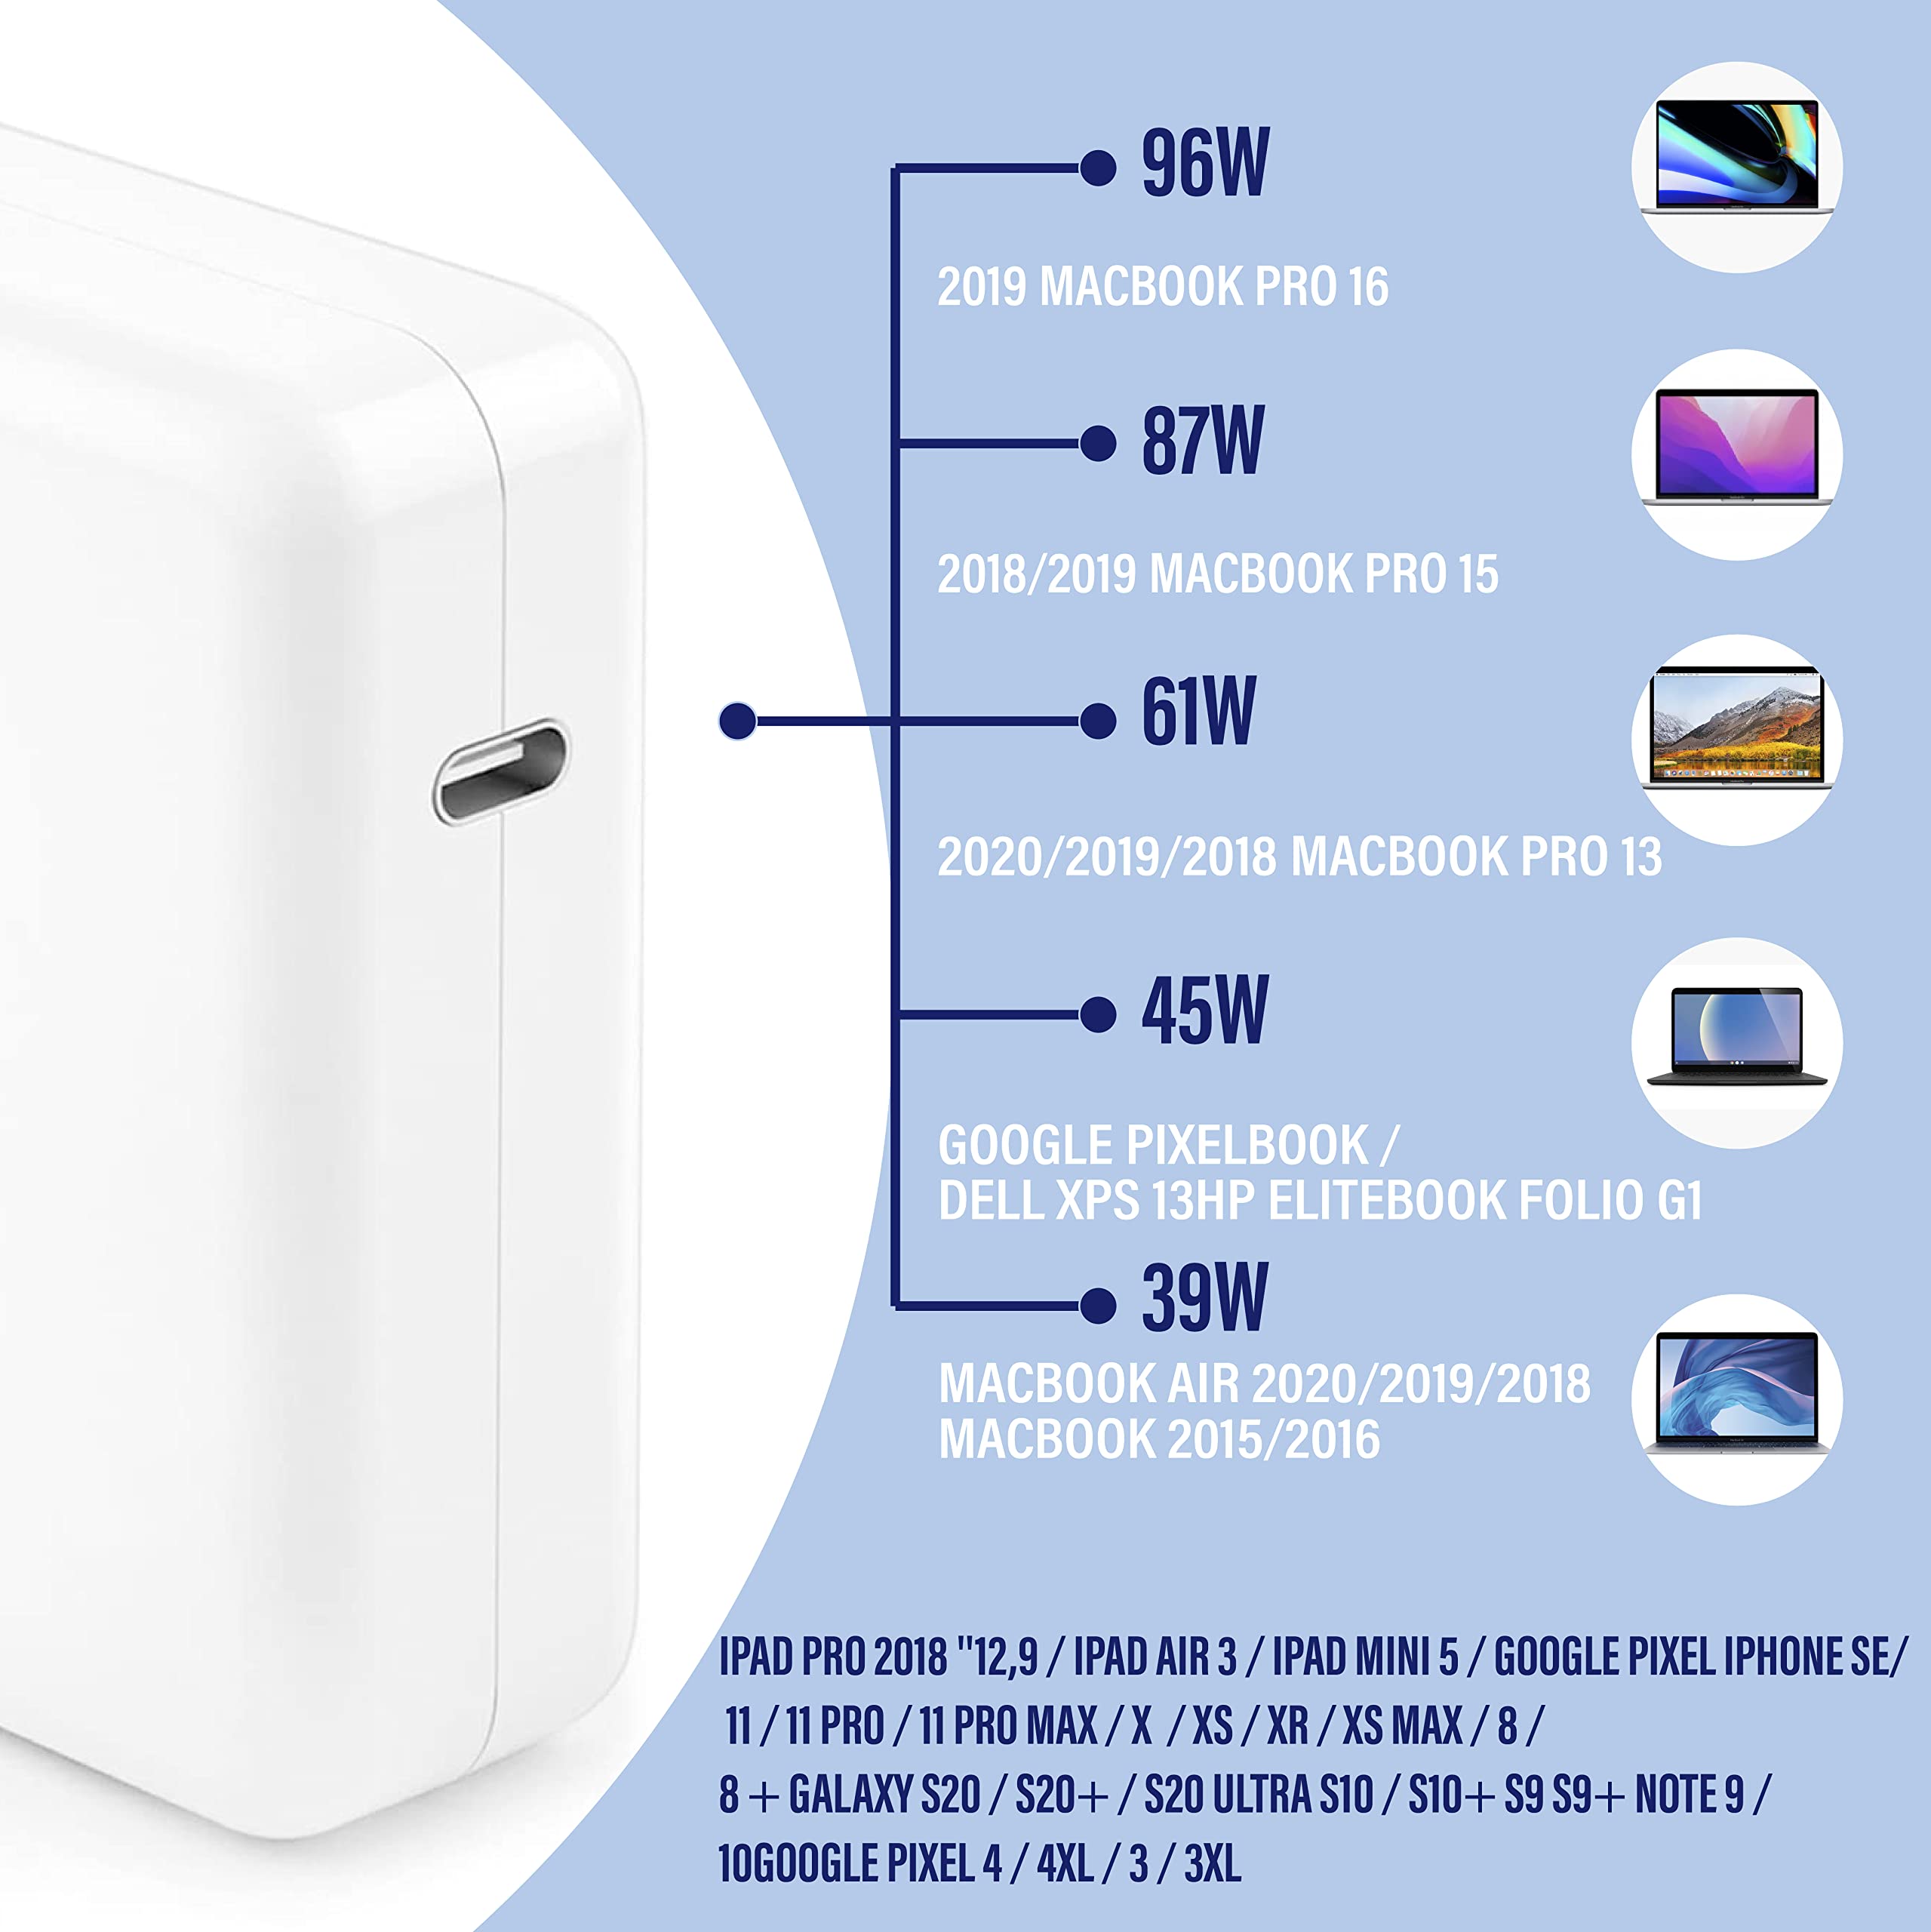 96W
2019 MACBOOK PRO 16
87W
2018/2019 MACBOOK PRO 15
61W
2020/2019/2018 MACBOOK PRO 13
45W
GOOGLE PIXELBOOK /
DELL XPS 13HP ELITEBOOK FOLIO G1
39W
MACBOOK AIR 2020/2019/2018
MACBOOK 2015/2016
IPAD PRO 2018 "12,9 / IPAD AIR 3 / IPAD MINI 5 / GOOGLE PIXEL IPHONE SE/
11 / 11 PRO / 11 PRO MAX / X / XS / XR / XS MAX / 8 /
8 + GALAXY S20 / S20+ / S20 ULTRA S10 / S10+ S9 S9+ NOTE 9 /
10GOOGLE PIXEL 4 / 4XL / 3 / 3XL